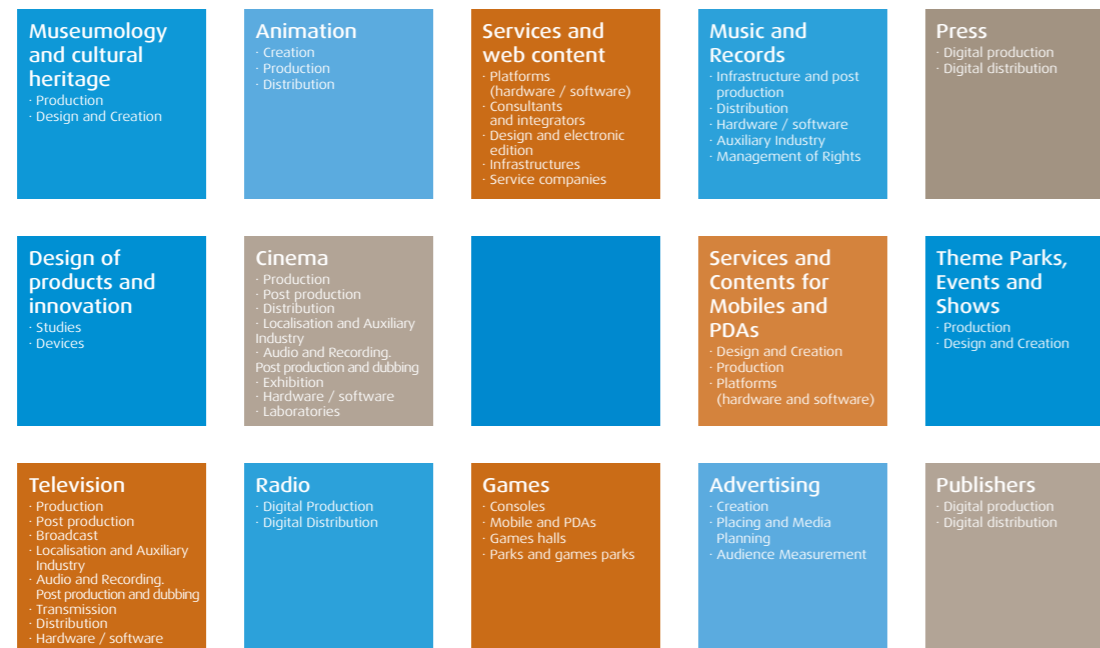 Museumology
and cultural
heritage
· Production
· Design and Creation
Animation
· Creation
· Production
· Distribution
Services and
web content
· Platforms
(hardware / software)
· Consultants
and integrators
· Design and electronic
edition
· Infrastructures
· Service companies
Music and
Records
· Infrastructure and post
production
· Distribution
· Hardware / software
· Auxiliary Industry
· Management of Rights
Press
· Digital production
· Digital distribution
Design of
products and
innovation
· Studies
· Devices
Cinema
· Production
· Post production
· Distribution
· Localisation and Auxiliary
Industry
· Audio and Recording.
Post production and dubbing
· Exhibition
· Hardware / software
· Laboratories
Services and
Contents for
Mobiles and
PDAs
· Design and Creation
· Production
· Platforms
(hardware and software)
Theme Parks,
Events and
Shows
· Production
· Design and Creation
Television
· Production
· Post production
· Broadcast
· Localisation and Auxiliary
Industry
· Audio and Recording.
Post production and dubbing
· Transmission
· Distribution
· Hardware / software
Radio
· Digital Production
· Digital Distribution
Games
· Consoles
· Mobile and PDAs
· Games halls
· Parks and games parks
Advertising
· Creation
· Placing and Media
Planning
· Audience Measurement
Publishers
· Digital production
· Digital distribution